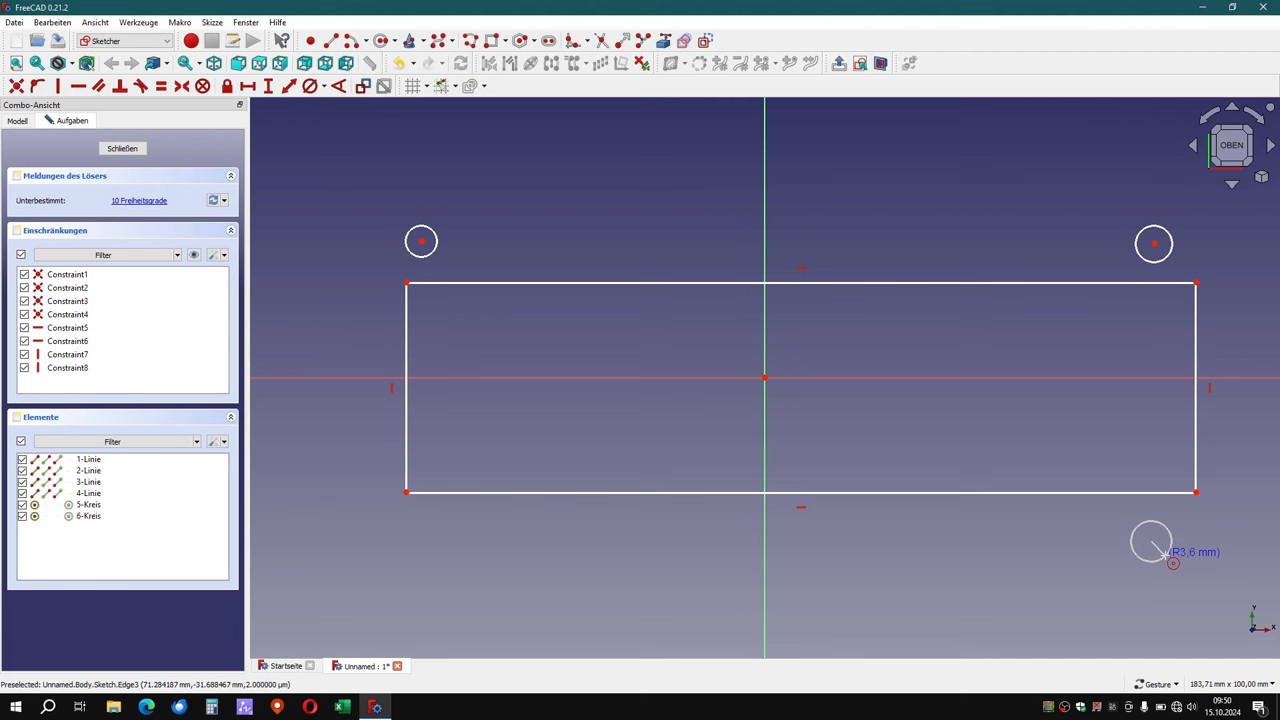 FreeCAD 0.21.2
Datei Bearbeiten Ansicht Werkzeuge Makro Skizze Fenster Hilfe
Sketcher
Combo-Ansicht
Modell Aufgaben
Schließen
OBEN
Meldungen des Lösers
Unterbestimmt: 10 Freiheitsgrade
Einschränkungen
Filter
Constraint1
Constraint2
Constraint3
Constraint4
Constraint5
Constraint6
Constraint7
Constraint8
Elemente
Filter
1-Linie
2-Linie
3-Linie
4-Linie
5-Kreis
6-Kreis
(R3,6 mm)
Y
Z
X
Startseite Unnamed : 1*
Preselected: Unnamed.Body.Sketch.Edge3 (71.284187 mm,-31.688467 mm,2.000000 µm)
Gesture 183,71 mm x 100,00 mm
09:50
15.10.2024